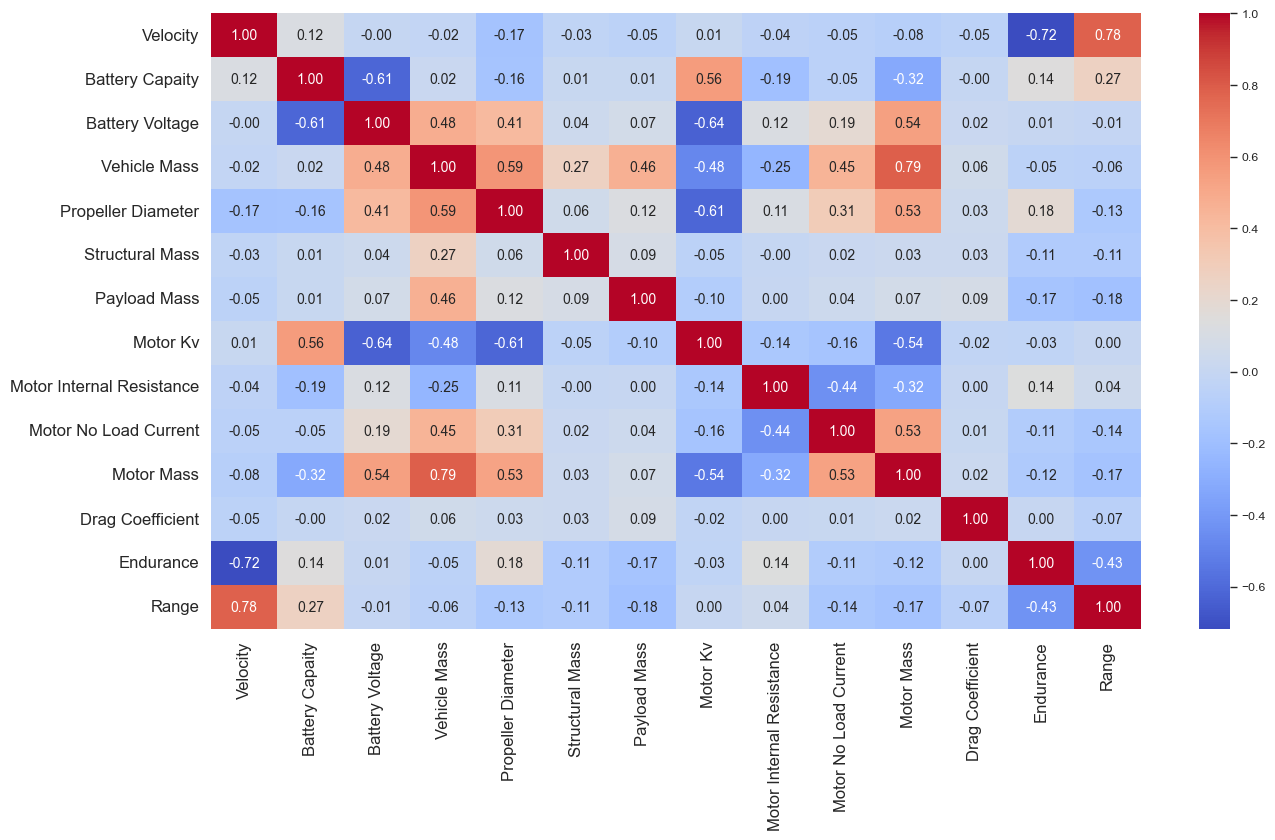 Velocity 1.00 0.12 -0.00 -0.02 -0.17 -0.03 -0.05 0.01 -0.04 -0.05 -0.08 -0.05 -0.72 0.78
Battery Capaity 0.12 1.00 -0.61 0.02 -0.16 0.01 0.01 0.56 -0.19 -0.05 -0.32 -0.00 0.14 0.27
Battery Voltage -0.00 -0.61 1.00 0.48 0.41 0.04 0.07 -0.64 0.12 0.19 0.54 0.02 0.01 -0.01
Vehicle Mass -0.02 0.02 0.48 1.00 0.59 0.27 0.46 -0.48 -0.25 0.45 0.79 0.06 -0.05 -0.06
Propeller Diameter -0.17 -0.16 0.41 0.59 1.00 0.06 0.12 -0.61 0.11 0.31 0.53 0.03 0.18 -0.13
Structural Mass -0.03 0.01 0.04 0.27 0.06 1.00 0.09 -0.05 -0.00 0.02 0.03 0.03 -0.11 -0.11
Payload Mass -0.05 0.01 0.07 0.46 0.12 0.09 1.00 -0.10 0.00 0.04 0.07 0.09 -0.17 -0.18
Motor Kv 0.01 0.56 -0.64 -0.48 -0.61 -0.05 -0.10 1.00 -0.14 -0.16 -0.54 -0.02 -0.03 0.00
Motor Internal Resistance -0.04 -0.19 0.12 -0.25 0.11 -0.00 0.00 -0.14 1.00 -0.44 -0.32 0.00 0.14 0.04
Motor No Load Current -0.05 -0.05 0.19 0.45 0.31 0.02 0.04 -0.16 -0.44 1.00 0.53 0.01 -0.11 -0.14
Motor Mass -0.08 -0.32 0.54 0.79 0.53 0.03 0.07 -0.54 -0.32 0.53 1.00 0.02 -0.12 -0.17
Drag Coefficient -0.05 -0.00 0.02 0.06 0.03 0.03 0.09 -0.02 0.00 0.01 0.02 1.00 0.00 -0.07
Endurance -0.72 0.14 0.01 -0.05 0.18 -0.11 -0.17 -0.03 0.14 -0.11 -0.12 0.00 1.00 -0.43
Range 0.78 0.27 -0.01 -0.06 -0.13 -0.11 -0.18 0.00 0.04 -0.14 -0.17 -0.07 -0.43 1.00
Velocity
Battery Capaity
Battery Voltage
Vehicle Mass
Propeller Diameter
Structural Mass
Payload Mass
Motor Kv
Motor Internal Resistance
Motor No Load Current
Motor Mass
Drag Coefficient
Endurance
Range
1.0
0.8
0.6
0.4
0.2
0.0
-0.2
-0.4
-0.6